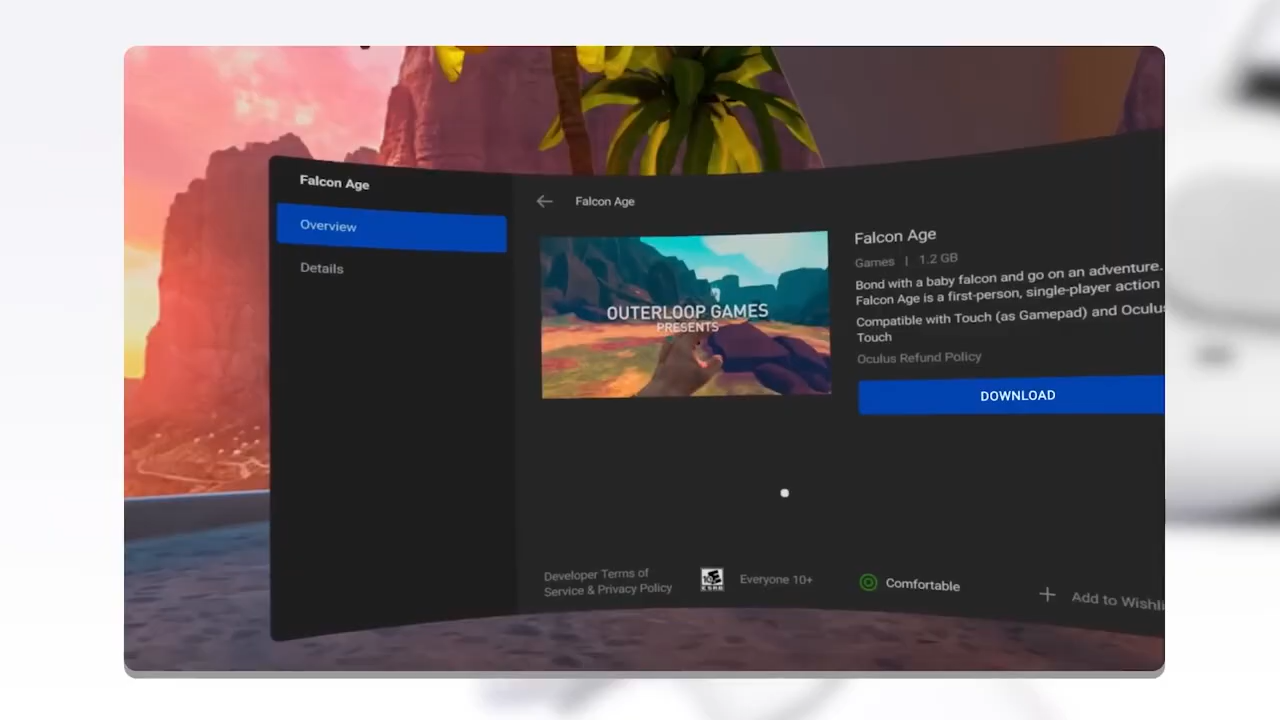 Falcon Age
Overview
Details
Falcon Age
OUTERLOOP GAMES
PRESENTS
Falcon Age
Games | 1.2 GB
Bond with a baby falcon and go on an adventure.
Falcon Age is a first-person, single-player action
Compatible with Touch (as Gamepad) and Oculus
Touch
Oculus Refund Policy
DOWNLOAD
Developer Terms of
Service & Privacy Policy
Everyone 10+
Comfortable
Add to Wishli